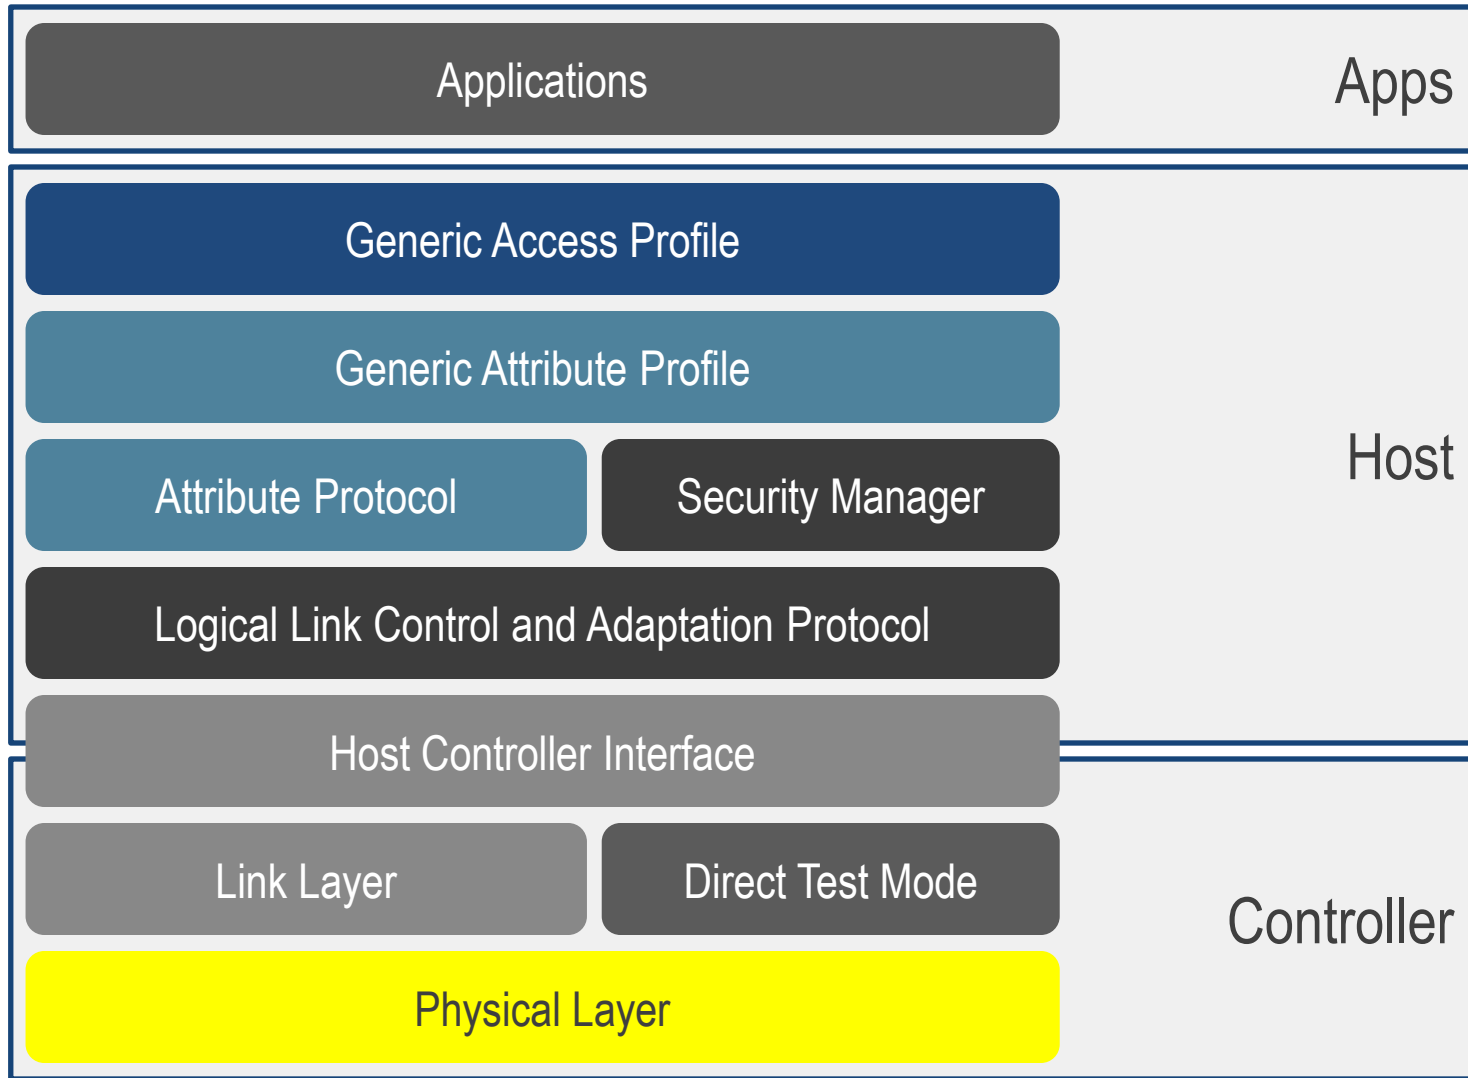 Applications
Apps
Generic Access Profile
Generic Attribute Profile
Host
Attribute Protocol
Security Manager
Logical Link Control and Adaptation Protocol
Host Controller Interface
Link Layer
Direct Test Mode
Controller
Physical Layer